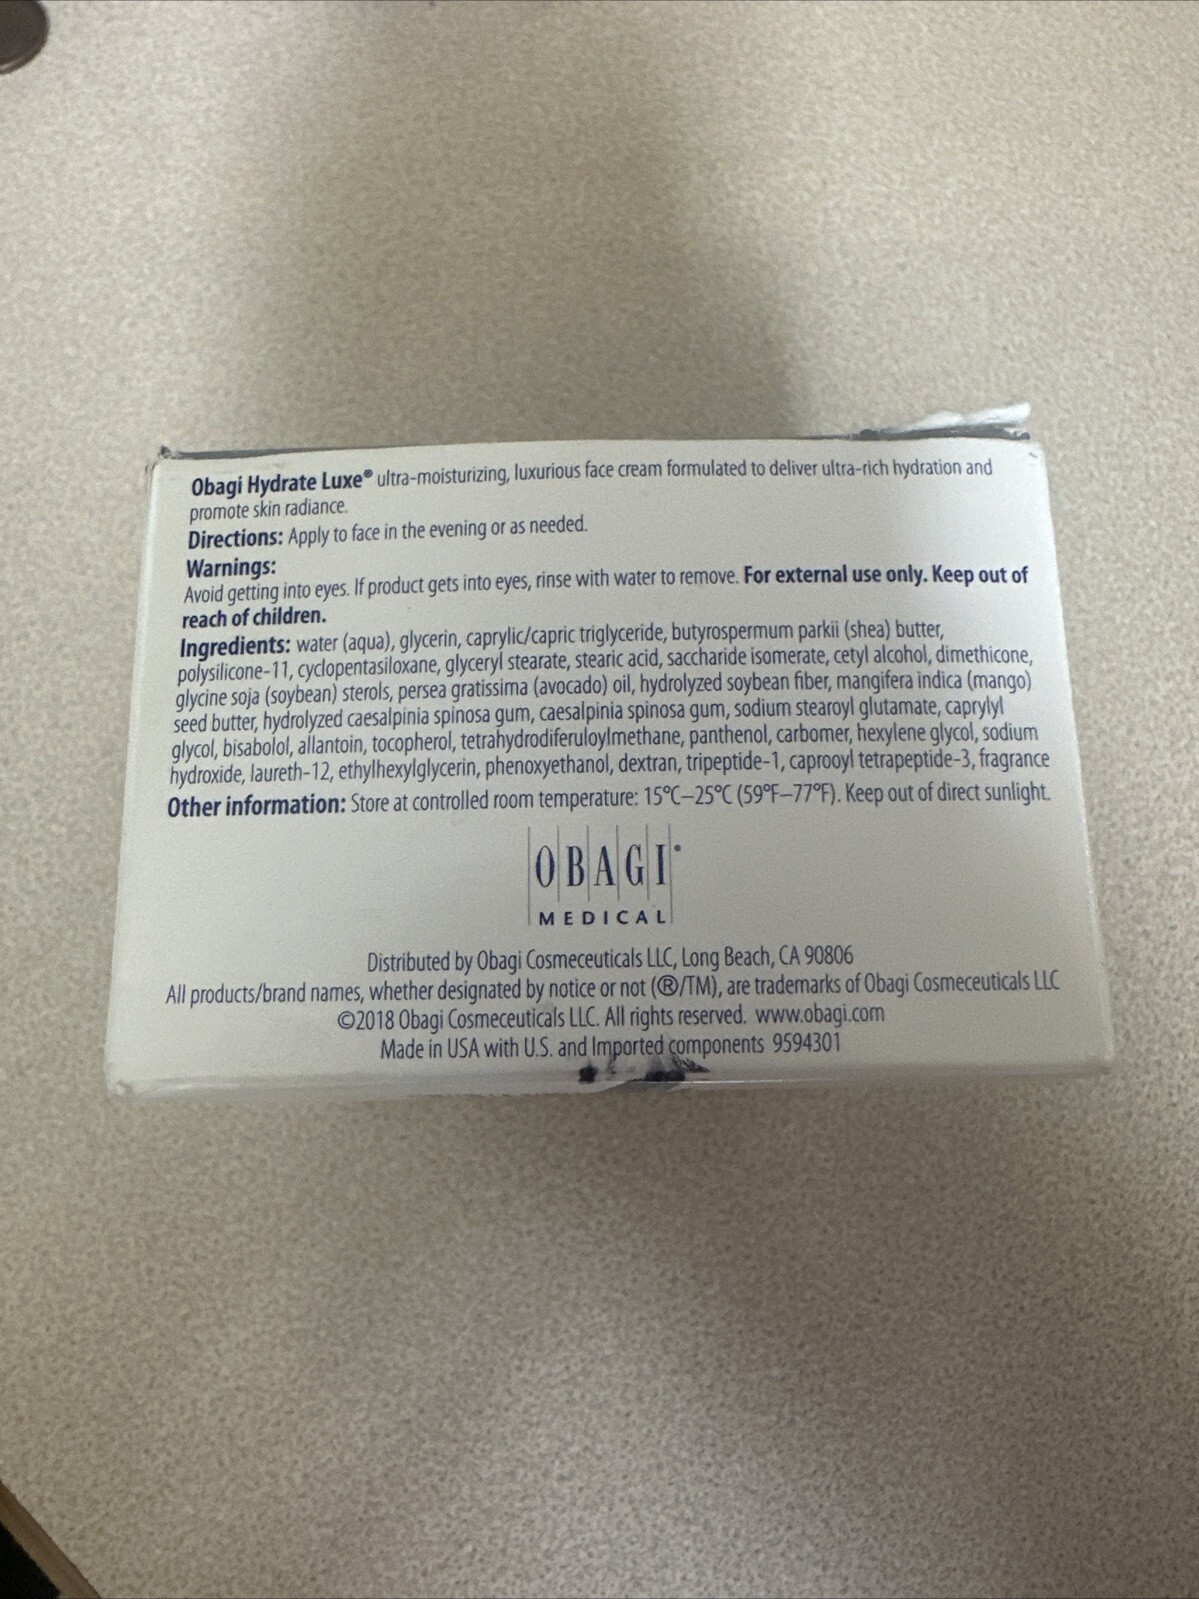 Obagi Hydrate Luxe® ultra-moisturizing, luxurious face cream formulated to deliver ultra-rich hydration and
promote skin radiance.
Directions: Apply to face in the evening or as needed.
Warnings:
Avoid getting into eyes. If product gets into eyes, rinse with water to remove. For external use only. Keep out of
reach of children.
Ingredients: water (aqua), glycerin, caprylic/capric triglyceride, butyrospermum parkii (shea) butter,
polysilicone-11, cyclopentasiloxane, glyceryl stearate, stearic acid, saccharide isomerate, cetyl alcohol, dimethicone,
glycine soja (soybean) sterols, persea gratissima (avocado) oil, hydrolyzed soybean fiber, mangifera indica (mango)
seed butter, hydrolyzed caesalpinia spinosa gum, caesalpinia spinosa gum, sodium stearoyl glutamate, caprylyl
glycol, bisabolol, allantoin, tocopherol, tetrahydrodiferuloylmethane, panthenol, carbomer, hexylene glycol, sodium
hydroxide, laureth-12, ethylhexylglycerin, phenoxyethanol, dextran, tripeptide-1, caprooyl tetrapeptide-3, fragrance
Other information: Store at controlled room temperature: 15°C–25°C (59°F–77°F). Keep out of direct sunlight.
OBAGI
MEDICAL
Distributed by Obagi Cosmeceuticals LLC, Long Beach, CA 90806
All products/brand names, whether designated by notice or not (®/TM), are trademarks of Obagi Cosmeceuticals LLC
©2018 Obagi Cosmeceuticals LLC. All rights reserved. www.obagi.com
Made in USA with U.S. and Imported components 9594301